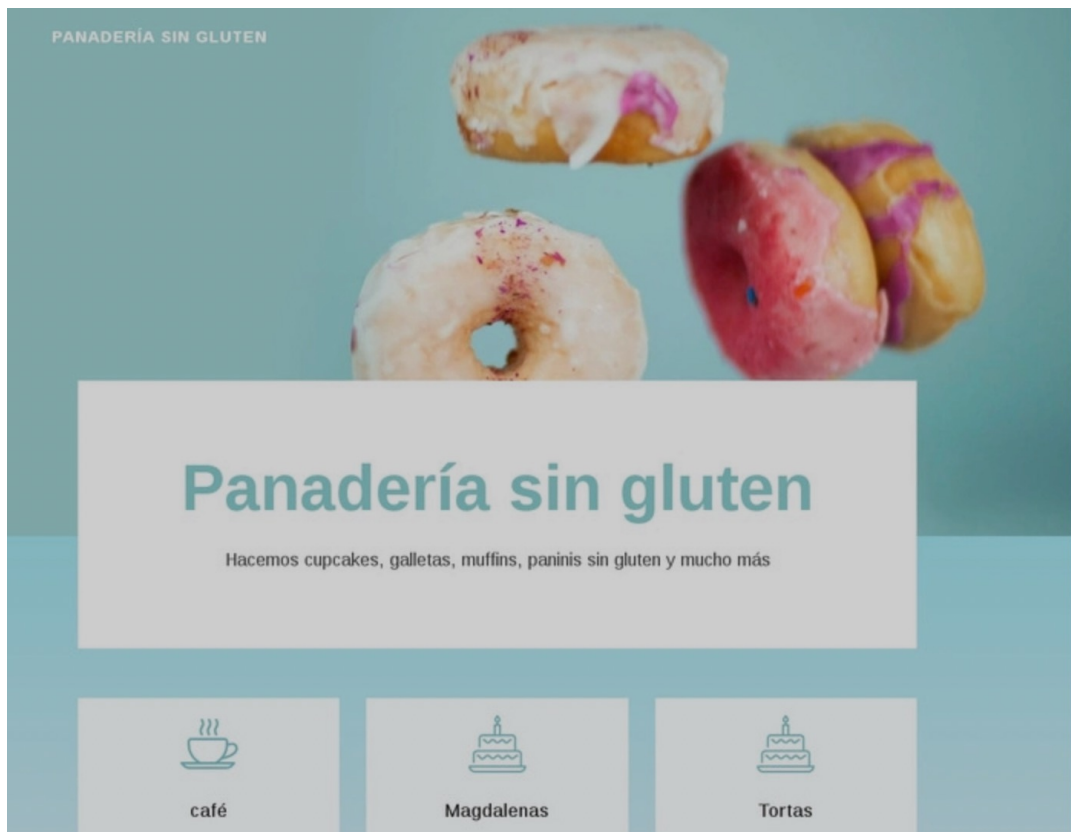 PANADERÍA SIN GLUTEN
Panadería sin gluten
Hacemos cupcakes, galletas, muffins, paninis sin gluten y mucho más
café
Magdalenas
Tortas